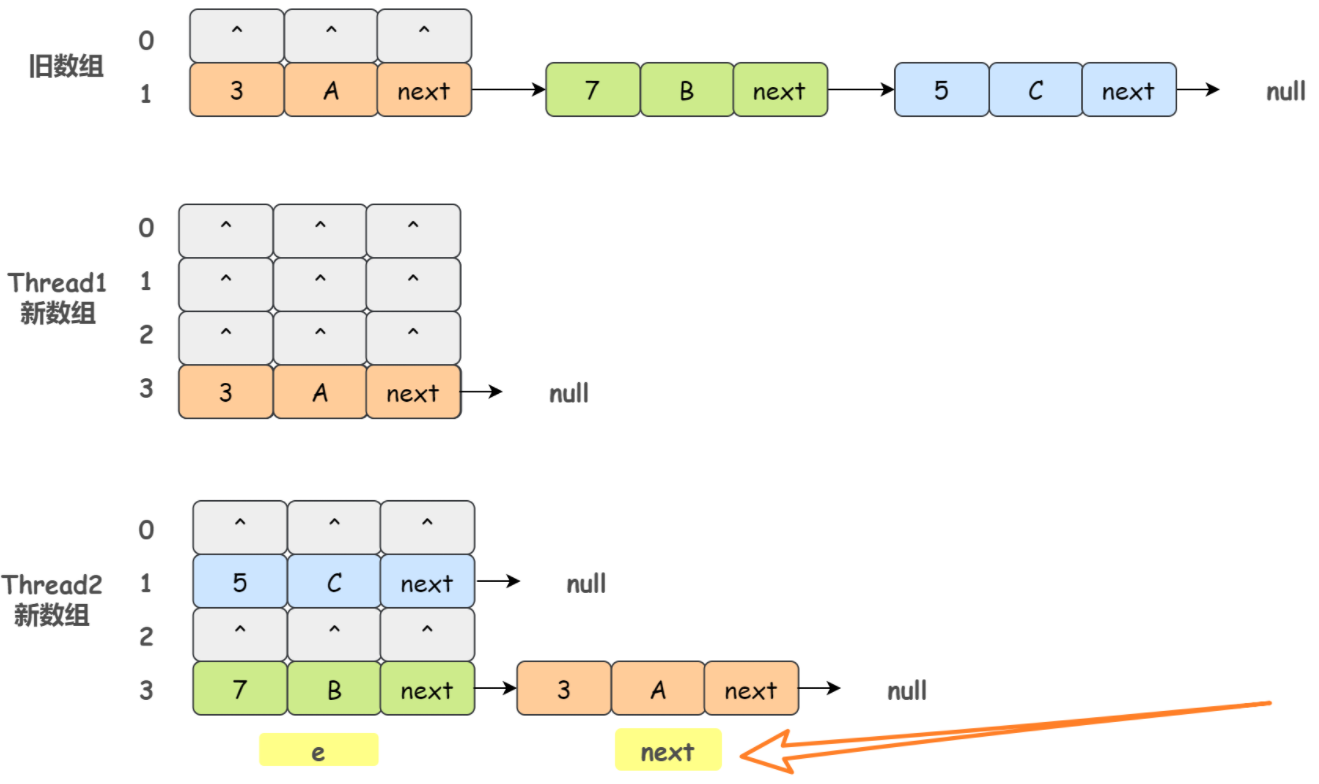 0 ^ ^ ^
旧数组
1 3 A next 7 B next 5 C next null
0 ^ ^ ^
Thread1
新数组
1 ^ ^ ^
2 ^ ^ ^
3 3 A next null
0 ^ ^ ^
Thread2
新数组
1 5 C next null
2 ^ ^ ^
3 7 B next 3 A next null
e next